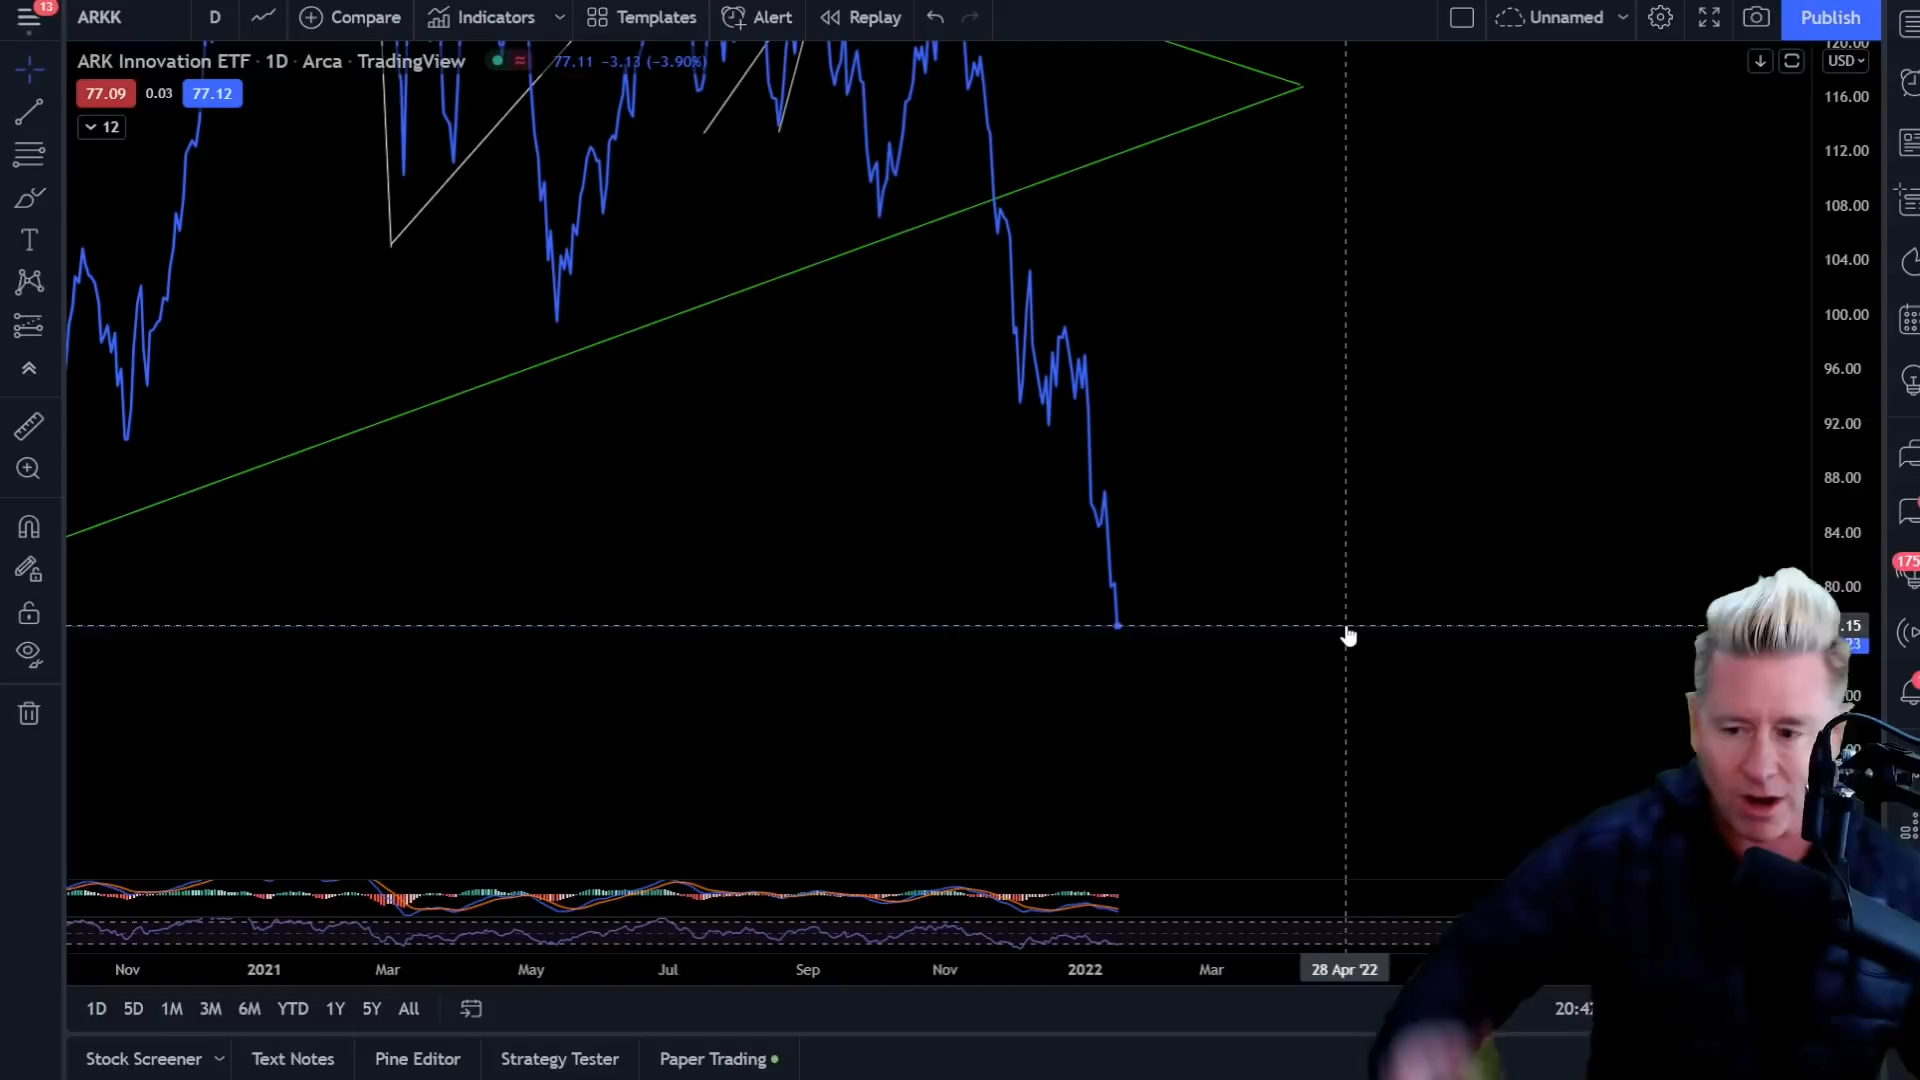 13
ARKK
D
Compare
Indicators
Templates
Alert
Replay
Unnamed
Publish
ARK Innovation ETF · 1D · Arca · TradingView
77.11 −3.13 (−3.90%)
77.09 0.03 77.12
12
USD
120.00
116.00
112.00
108.00
104.00
100.00
96.00
92.00
88.00
84.00
80.00
175
Nov
2021
Mar
May
Jul
Sep
Nov
2022
Mar
28 Apr '22
1D 5D 1M 3M 6M YTD 1Y 5Y All
Stock Screener
Text Notes
Pine Editor
Strategy Tester
Paper Trading